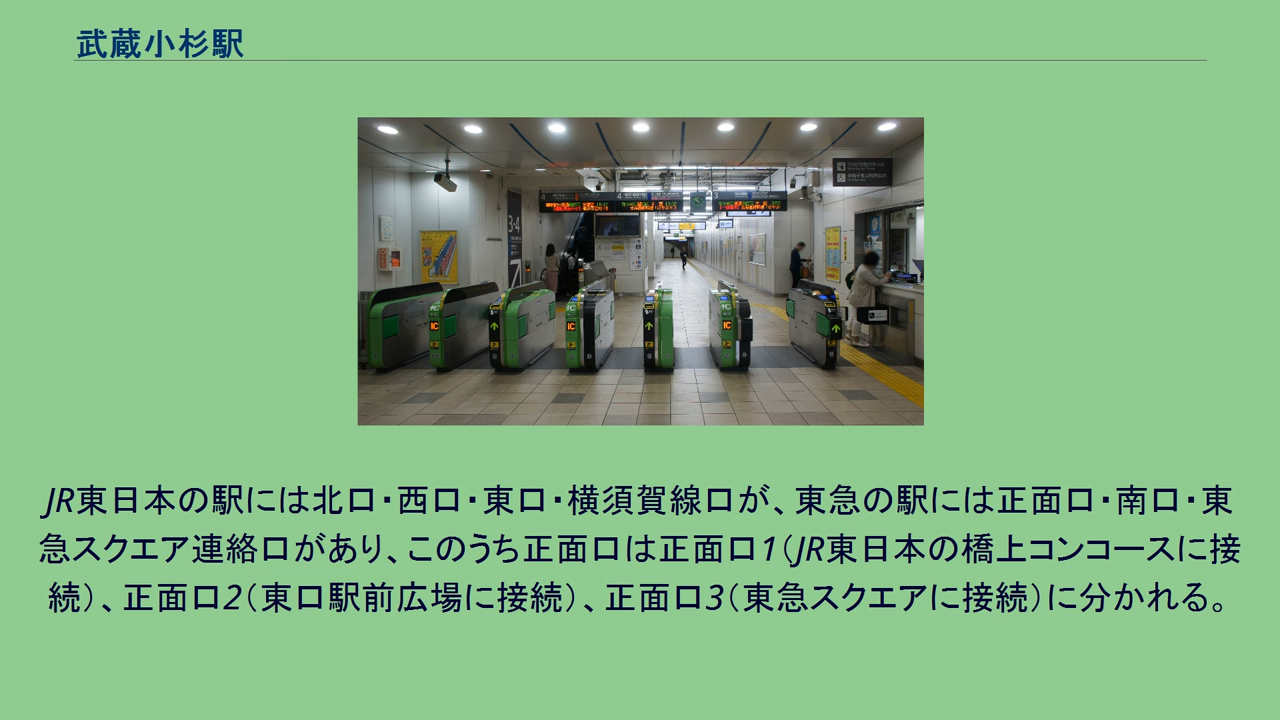 武蔵小杉駅
3・4
IC
IC
IC
JR東日本の駅には北口・西口・東口・横須賀線口が、東急の駅には正面口・南口・東
急スクエア連絡口があり、このうち正面口は正面口1（JR東日本の橋上コンコースに接
続）、正面口2（東口駅前広場に接続）、正面口3（東急スクエアに接続）に分かれる。